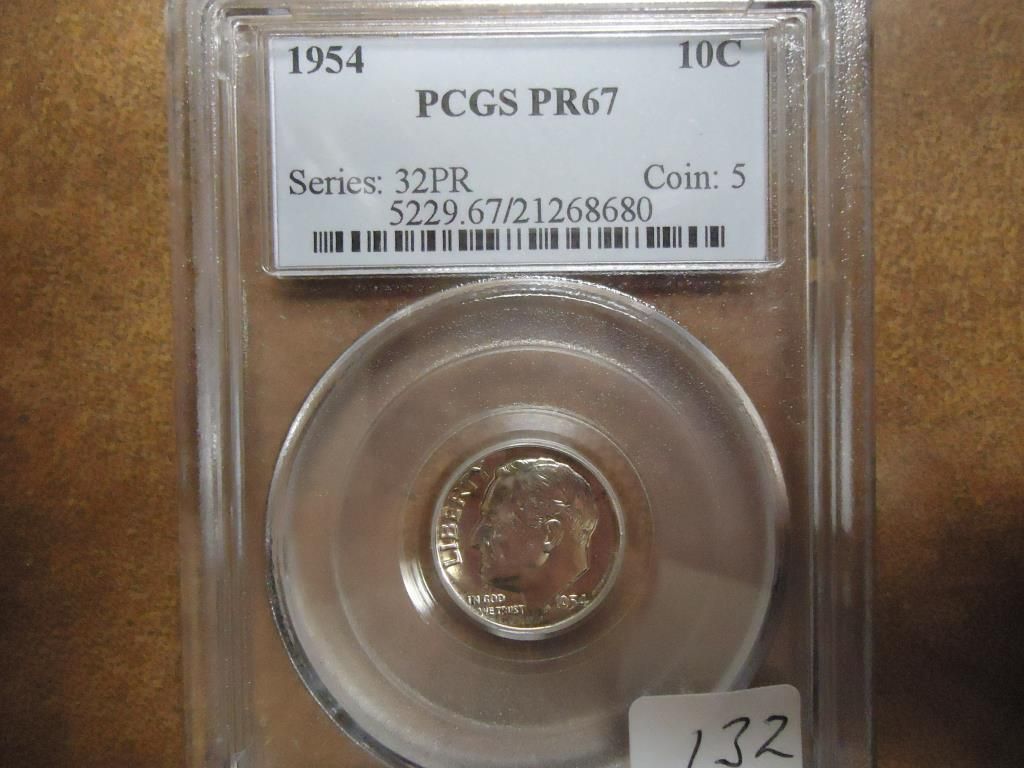 1954 10C
PCGS PR67
Series: 32PR Coin: 5
5229.67/21268680
LIBERTY
IN GOD
WE TRUST 1954
132